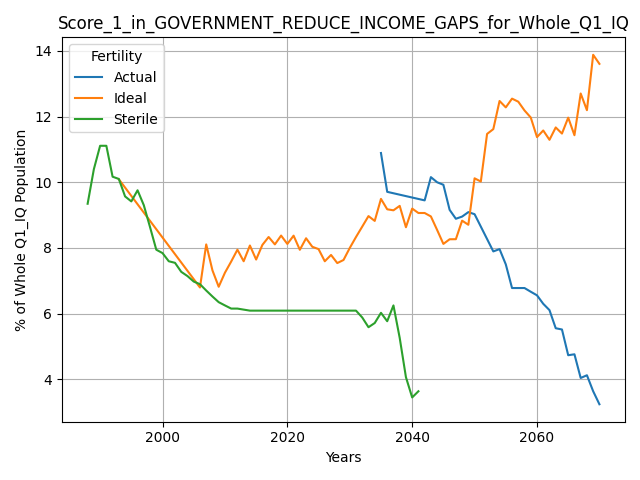 Score_1_in_GOVERNMENT_REDUCE_INCOME_GAPS_for_Whole_Q1_IQ
Fertility
Actual
Ideal
Sterile
% of Whole Q1_IQ Population
14
12
10
8
6
4
2000
2020
2040
2060
Years